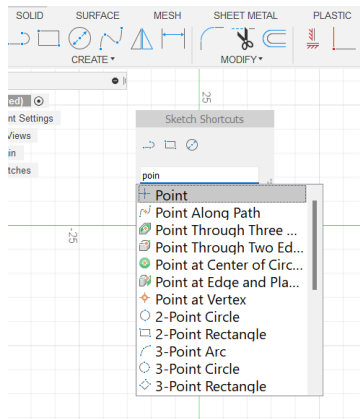 SOLID SURFACE MESH SHEET METAL PLASTIC
CREATE MODIFY
nt Settings
Views
in
tches
25
-25
Sketch Shortcuts
poin
Point
Point Along Path
Point Through Three ...
Point Through Two Ed...
Point at Center of Circ...
Point at Edge and Pla...
Point at Vertex
2-Point Circle
2-Point Rectangle
3-Point Arc
3-Point Circle
3-Point Rectangle